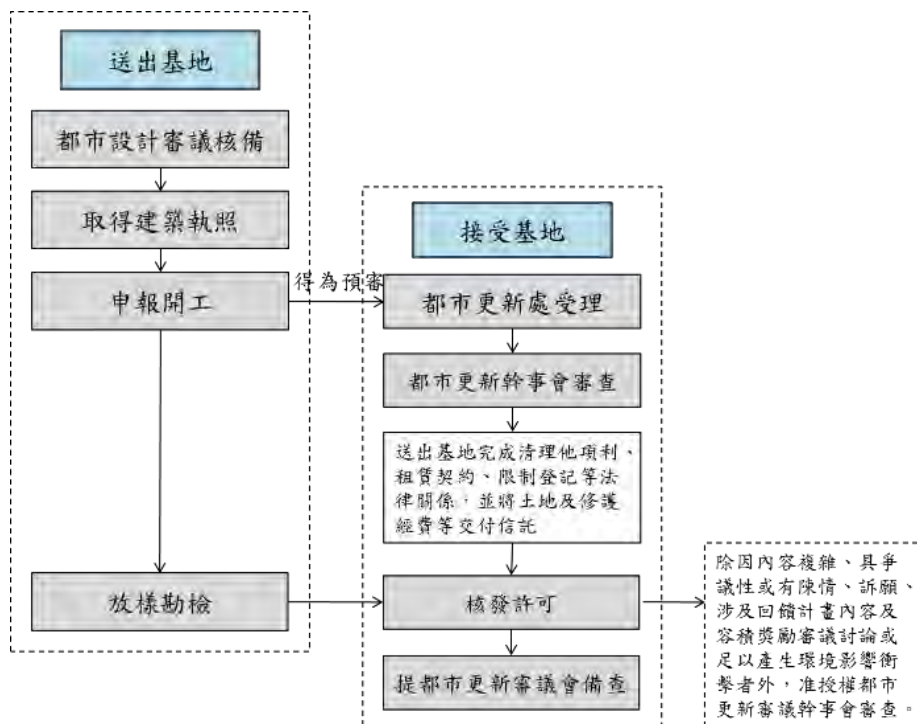 送出基地
都市設計審議核備
取得建築執照
申報開工
放樣勘檢
得為預審
接受基地
都市更新處受理
都市更新幹事會審查
送出基地完成清理他項利、
租賃契約、限制登記等法
律關係，並將土地及修護
經費等交付信託
核發許可
提都市更新審議會備查
除因內容複雜、具爭
議性或有陳情、訴願、
涉及回饋計畫內容及
容積獎勵審議討論或
足以產生環境影響衝
擊者外，准授權都市
更新審議幹事會審查。